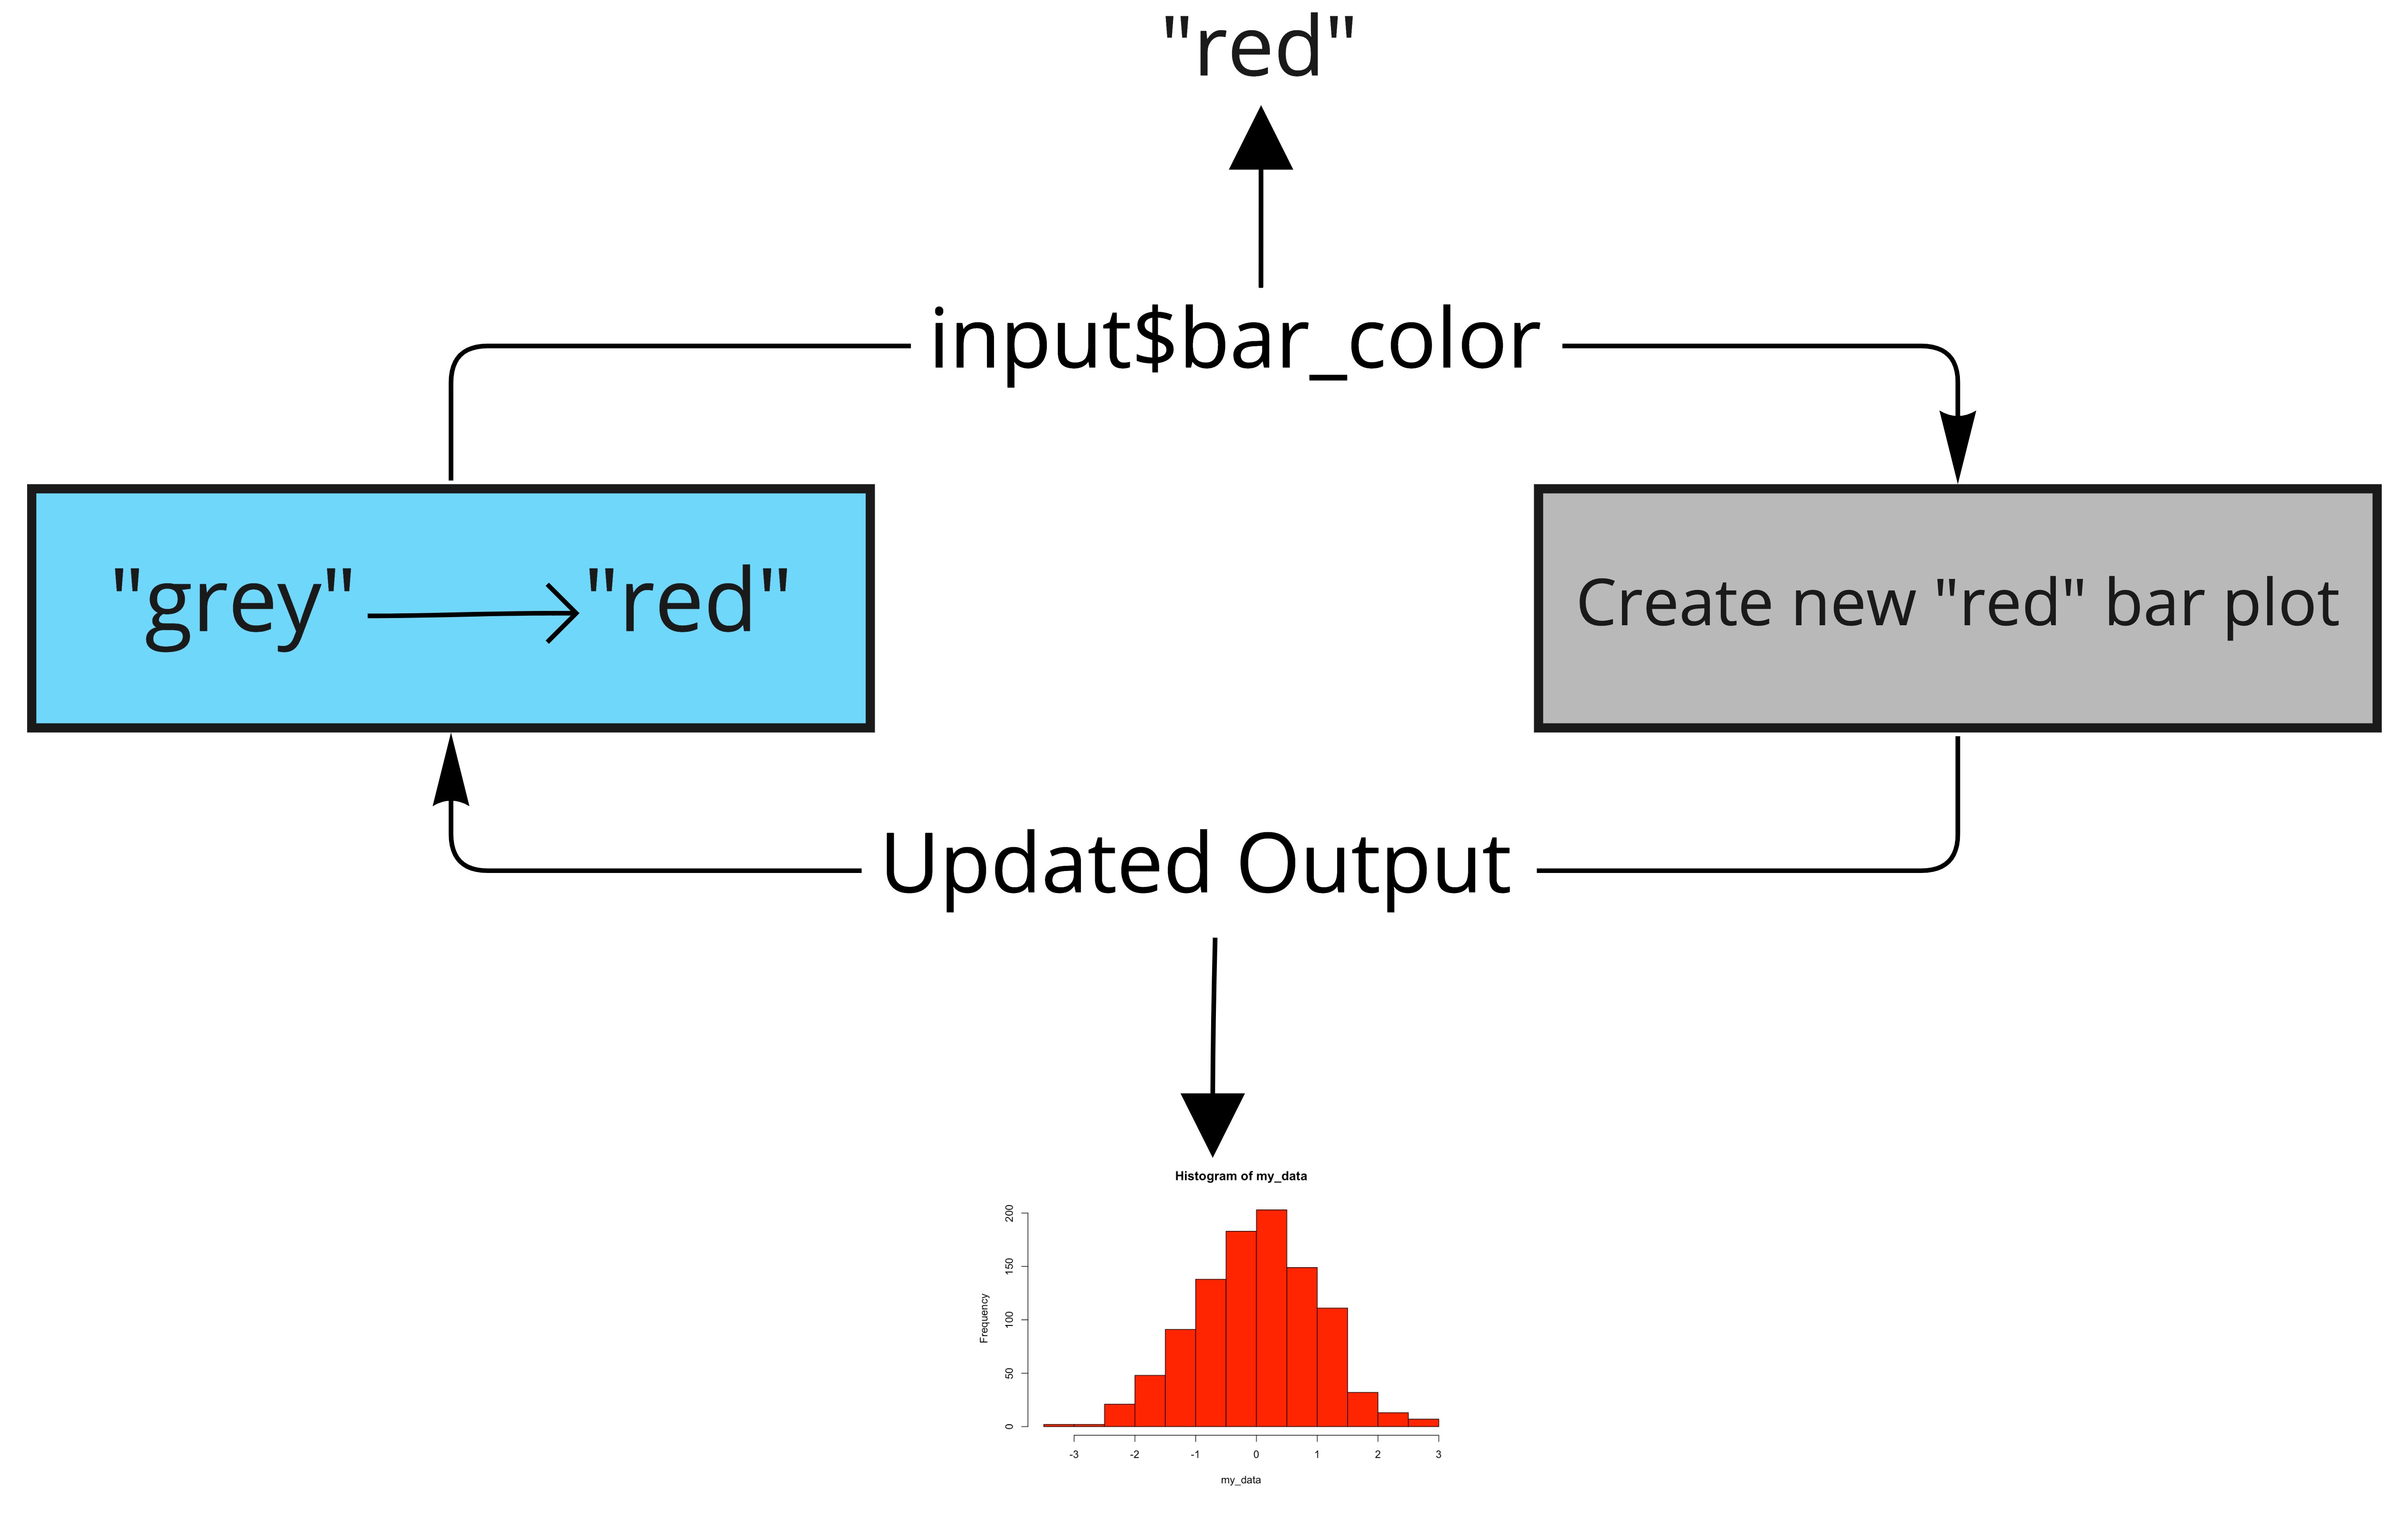 "red"
input$bar_color
"grey" "red"
Create new "red" bar plot
Updated Output
Histogram of my_data
Frequency
200
150
100
50
0
-3 -2 -1 0 1 2 3
my_data